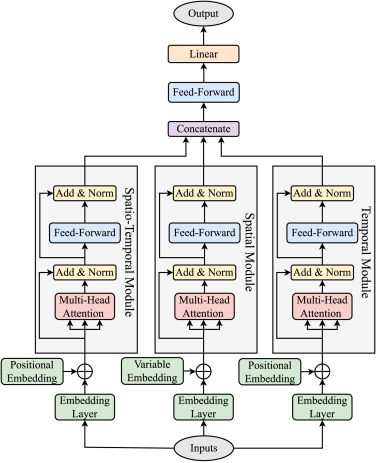 Output
Linear
Feed-Forward
Concatenate
Spatio-Temporal Module
Add & Norm
Feed-Forward
Add & Norm
Multi-Head
Attention
Spatial Module
Add & Norm
Feed-Forward
Add & Norm
Multi-Head
Attention
Temporal Module
Add & Norm
Feed-Forward
Add & Norm
Multi-Head
Attention
Positional
Embedding
Variable
Embedding
Positional
Embedding
Embedding
Layer
Embedding
Layer
Embedding
Layer
Inputs